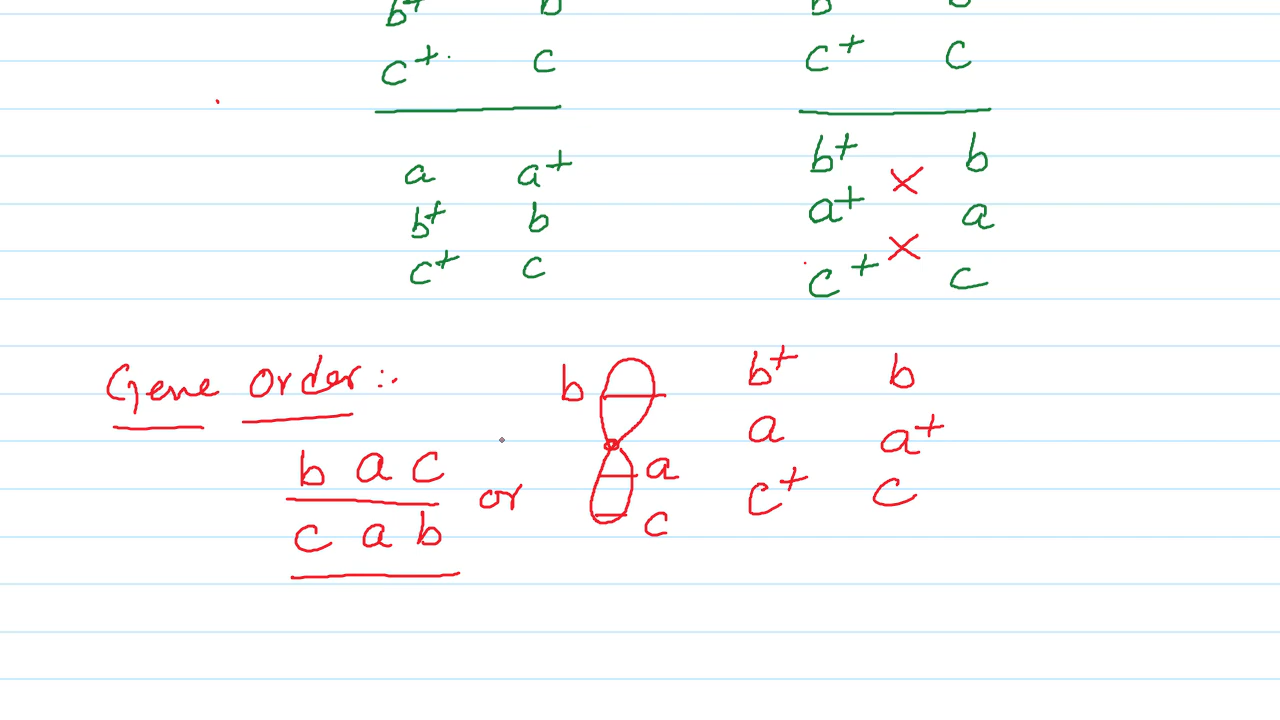 b+ b b b
c+ c c+ c
a a+ b+ b
b+ b a+ a
c+ c c+ c
Gene Order :-
b a c
c a b
or
b
a
c
b+ b
a a+
c+ c